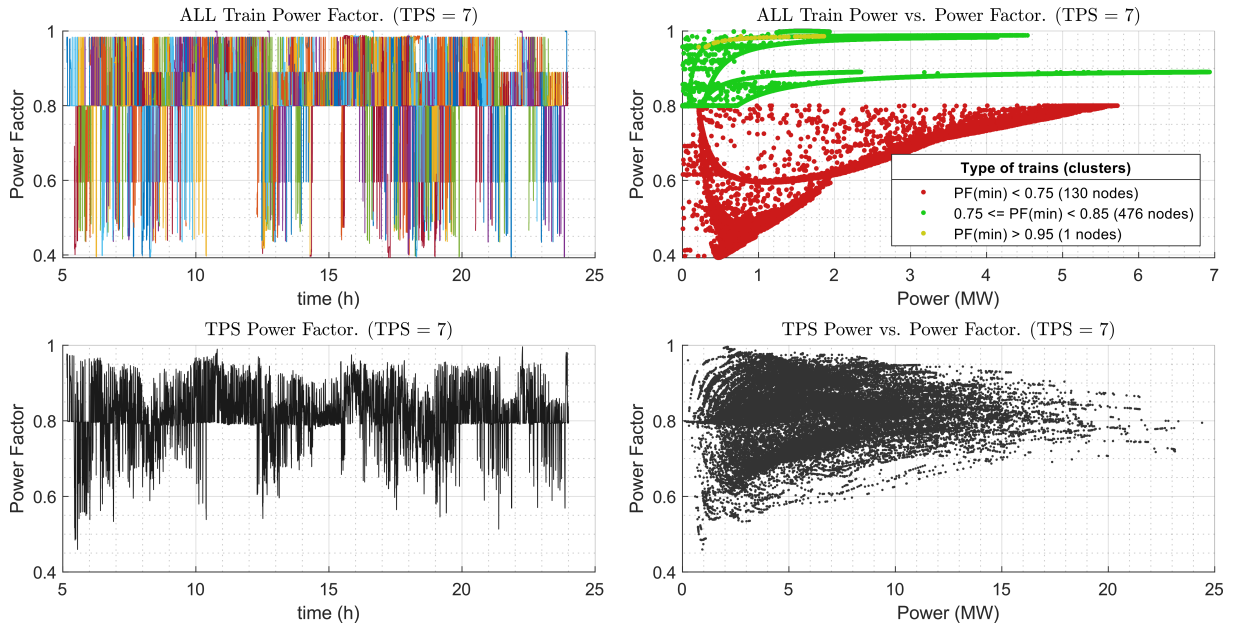 ALL Train Power Factor. (TPS = 7)
Power Factor
1
0.8
0.6
0.4
5 10 15 20 25
time (h)
ALL Train Power vs. Power Factor. (TPS = 7)
Power Factor
1
0.8
0.6
0.4
Type of trains (clusters)
PF(min) < 0.75 (130 nodes)
0.75 <= PF(min) < 0.85 (476 nodes)
PF(min) > 0.95 (1 nodes)
0 1 2 3 4 5 6 7
Power (MW)
TPS Power Factor. (TPS = 7)
Power Factor
1
0.8
0.6
0.4
5 10 15 20 25
time (h)
TPS Power vs. Power Factor. (TPS = 7)
Power Factor
1
0.8
0.6
0.4
0 5 10 15 20 25
Power (MW)